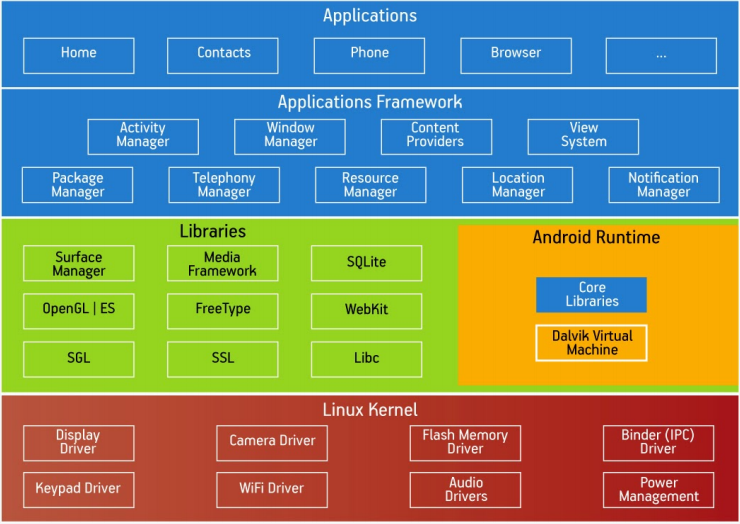 Applications
Home
Contacts
Phone
Browser
...
Applications Framework
Activity
Manager
Window
Manager
Content
Providers
View
System
Package
Manager
Telephony
Manager
Resource
Manager
Location
Manager
Notification
Manager
Libraries
Surface
Manager
Media
Framework
SQLite
OpenGL | ES
FreeType
WebKit
SGL
SSL
Libc
Android Runtime
Core
Libraries
Dalvik Virtual
Machine
Linux Kernel
Display
Driver
Camera Driver
Flash Memory
Driver
Binder (IPC)
Driver
Keypad Driver
WiFi Driver
Audio
Drivers
Power
Management